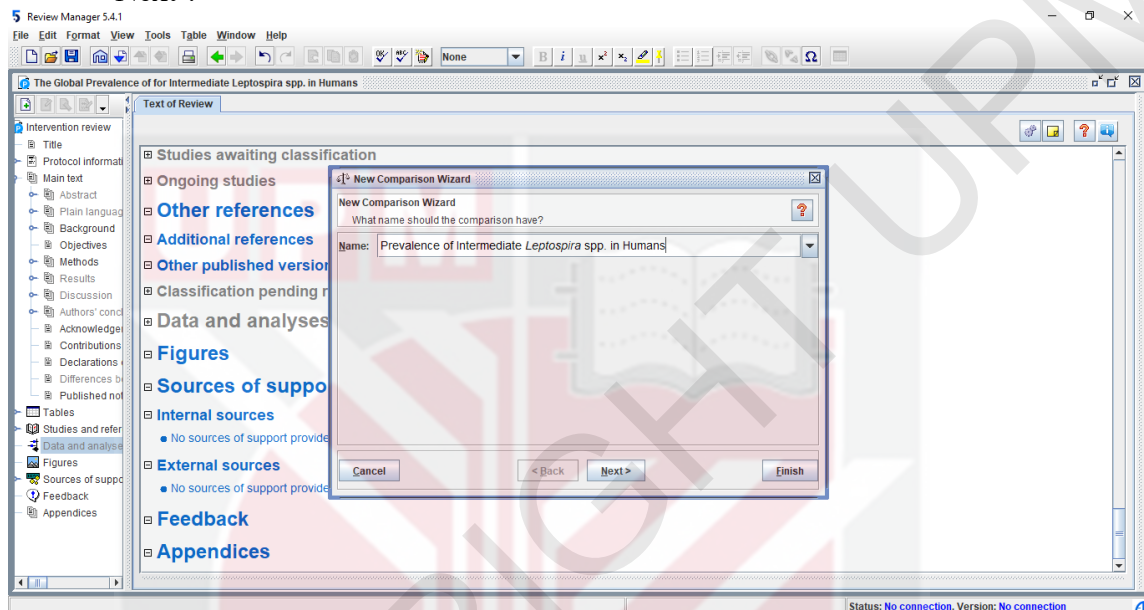 Review Manager 5.4.1
File Edit Format View Tools Table Window Help
None
B i u x² x₂ Ω
The Global Prevalence of for Intermediate Leptospira spp. in Humans
Text of Review
Intervention review
Title
Protocol informati
Main text
Abstract
Plain languag
Background
Objectives
Methods
Results
Discussion
Authors' concl
Acknowledge
Contributions
Declarations
Differences b
Published not
Tables
Studies and refer
Data and analyse
Figures
Sources of suppo
Feedback
Appendices
Studies awaiting classification
Ongoing studies
Other references
Additional references
Other published version
Classification pending r
Data and analyses
Figures
Sources of suppo
Internal sources
No sources of support provide
External sources
No sources of support provide
Feedback
Appendices
New Comparison Wizard
New Comparison Wizard
What name should the comparison have?
Name: Prevalence of Intermediate Leptospira spp. in Humans
Cancel < Back Next > Finish
Status: No connection. Version: No connection
COPYRIGHT UPM